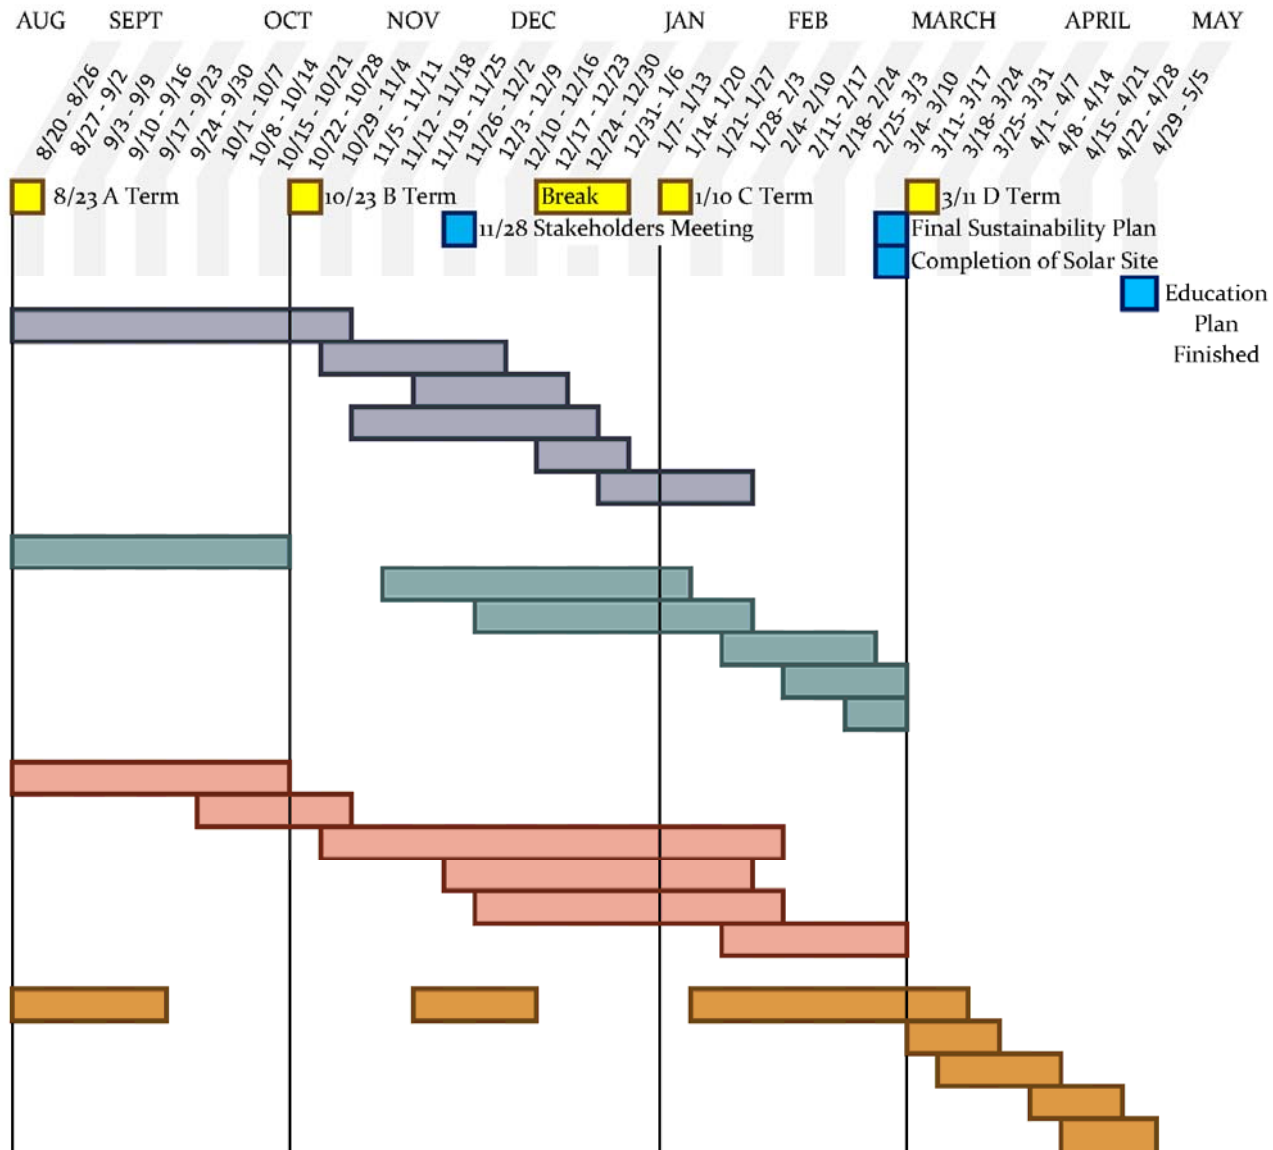 AUG SEPT OCT NOV DEC JAN FEB MARCH APRIL MAY
8/20 - 8/26
8/27 - 9/2
9/3 - 9/9
9/10 - 9/16
9/17 - 9/23
9/24 - 9/30
10/1 - 10/7
10/8 - 10/14
10/15 - 10/21
10/22 - 10/28
10/29 - 11/4
11/5 - 11/11
11/12 - 11/18
11/19 - 11/25
11/26 - 12/2
12/3 - 12/9
12/10 - 12/16
12/17 - 12/23
12/24 - 12/30
12/31- 1/6
1/7- 1/13
1/14- 1/20
1/21- 1/27
1/28- 2/3
2/4- 2/10
2/11- 2/17
2/18- 2/24
2/25- 3/3
3/4- 3/10
3/11- 3/17
3/18- 3/24
3/25- 3/31
4/1 - 4/7
4/8 - 4/14
4/15 - 4/21
4/22 - 4/28
4/29 - 5/5
8/23 A Term 10/23 B Term Break 1/10 C Term 3/11 D Term
11/28 Stakeholders Meeting Final Sustainability Plan
Completion of Solar Site
Education
Plan
Finished